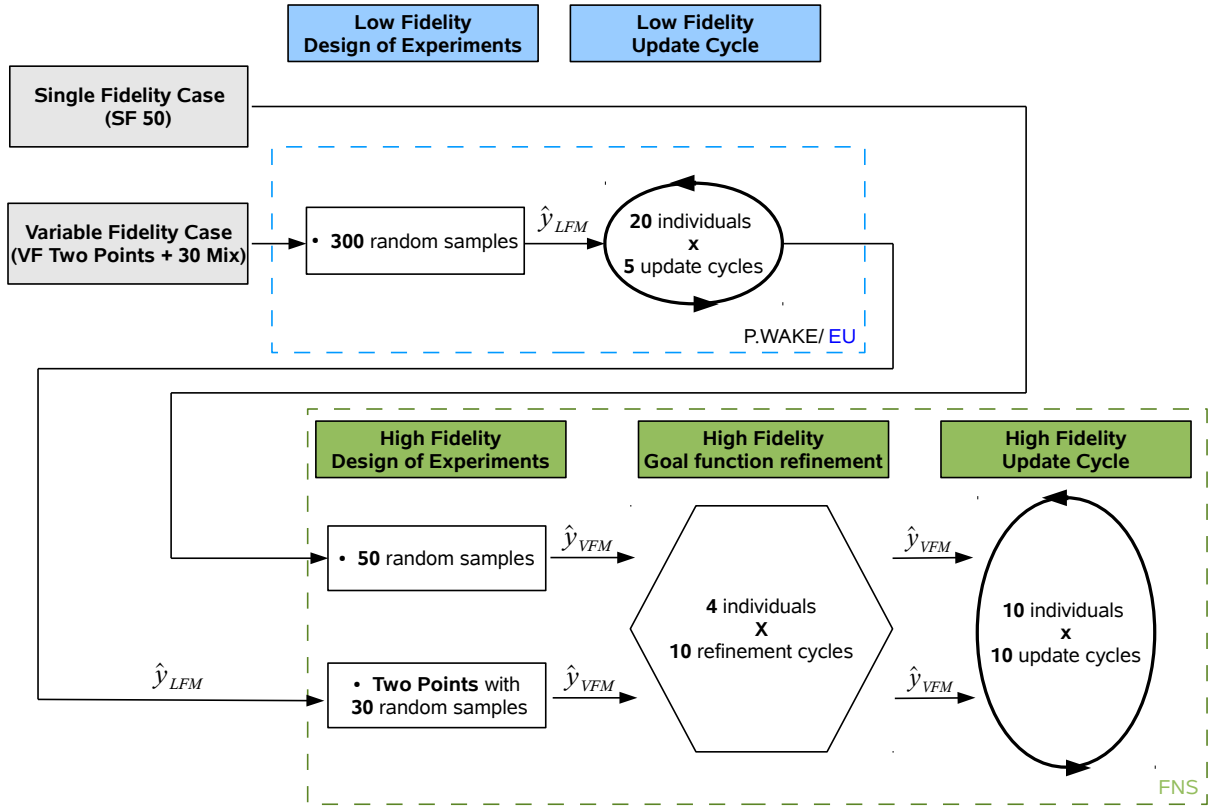 Low Fidelity
Design of Experiments
Low Fidelity
Update Cycle
Single Fidelity Case
(SF 50)
Variable Fidelity Case
(VF Two Points + 30 Mix)
• 300 random samples
ŷ_LFM
20 individuals
x
5 update cycles
P.WAKE/ EU
High Fidelity
Design of Experiments
High Fidelity
Goal function refinement
High Fidelity
Update Cycle
• 50 random samples
ŷ_VFM
ŷ_VFM
4 individuals
X
10 refinement cycles
10 individuals
x
10 update cycles
ŷ_LFM
• Two Points with
30 random samples
ŷ_VFM
ŷ_VFM
FNS